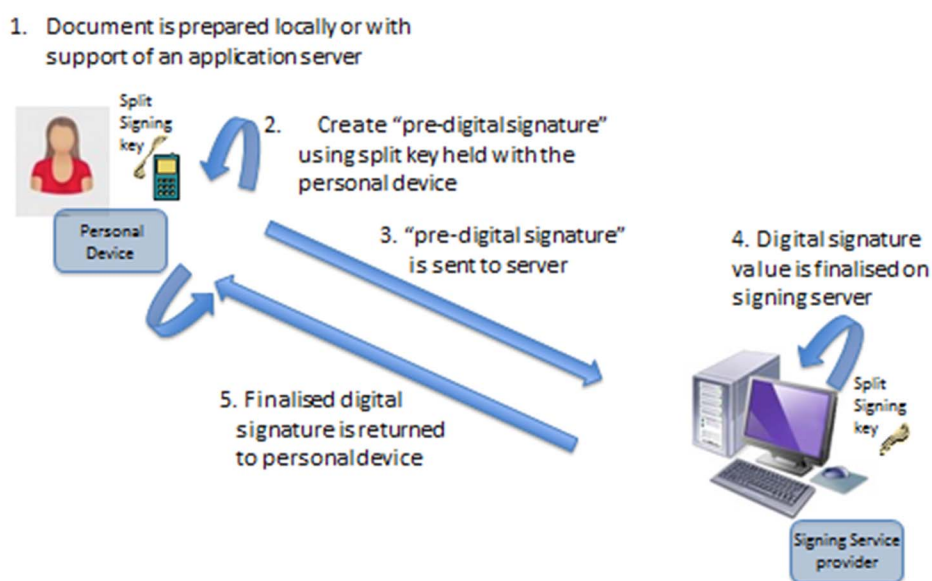 1. Document is prepared locally or with
support of an application server
Split
Signing
key
2. Create “pre-digital signature”
using split key held with the
personal device
Personal
Device
3. “pre-digital signature”
is sent to server
4. Digital signature
value is finalised on
signing server
Split
Signing
key
5. Finalised digital
signature is returned
to personal device
Signing Service
provider